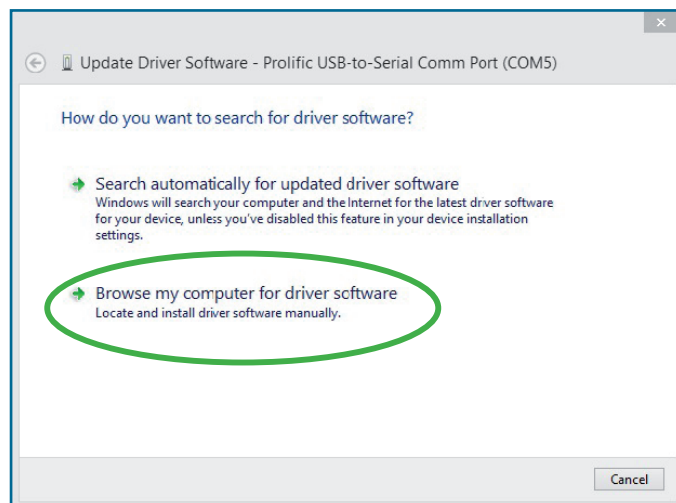 Update Driver Software - Prolific USB-to-Serial Comm Port (COM5)
How do you want to search for driver software?
Search automatically for updated driver software
Windows will search your computer and the Internet for the latest driver software
for your device, unless you've disabled this feature in your device installation
settings.
Browse my computer for driver software
Locate and install driver software manually.
Cancel